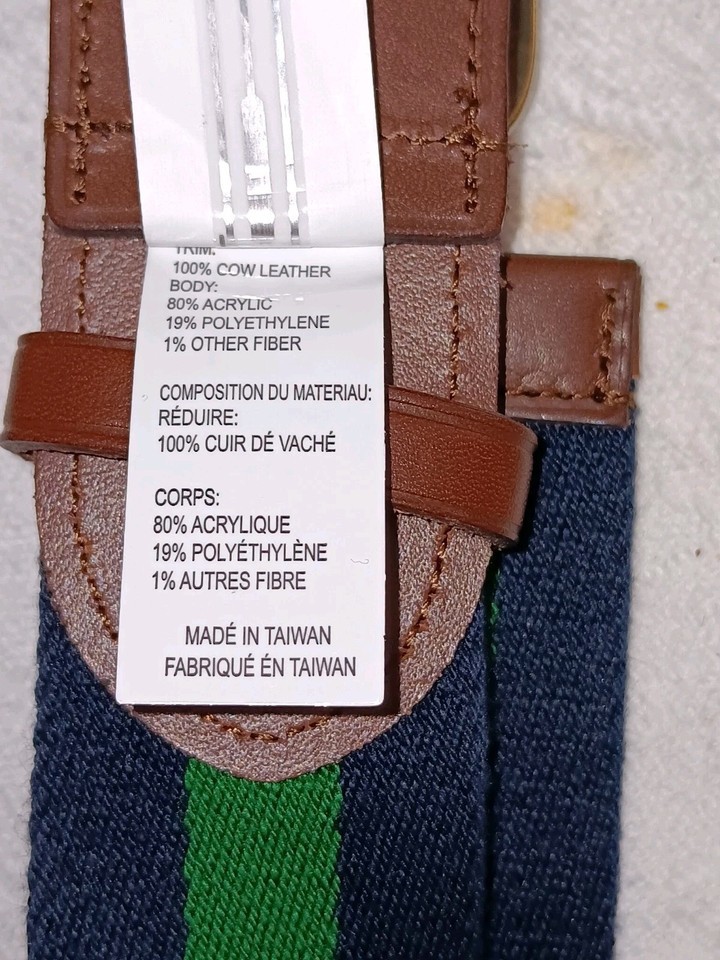 TRIM:
100% COW LEATHER
BODY:
80% ACRYLIC
19% POLYETHYLENE
1% OTHER FIBER
COMPOSITION DU MATERIAU:
RÉDUIRE:
100% CUIR DÉ VACHÉ
CORPS:
80% ACRYLIQUE
19% POLYÉTHYLÈNE
1% AUTRES FIBRE
MADÉ IN TAIWAN
FABRIQUÉ ÉN TAIWAN